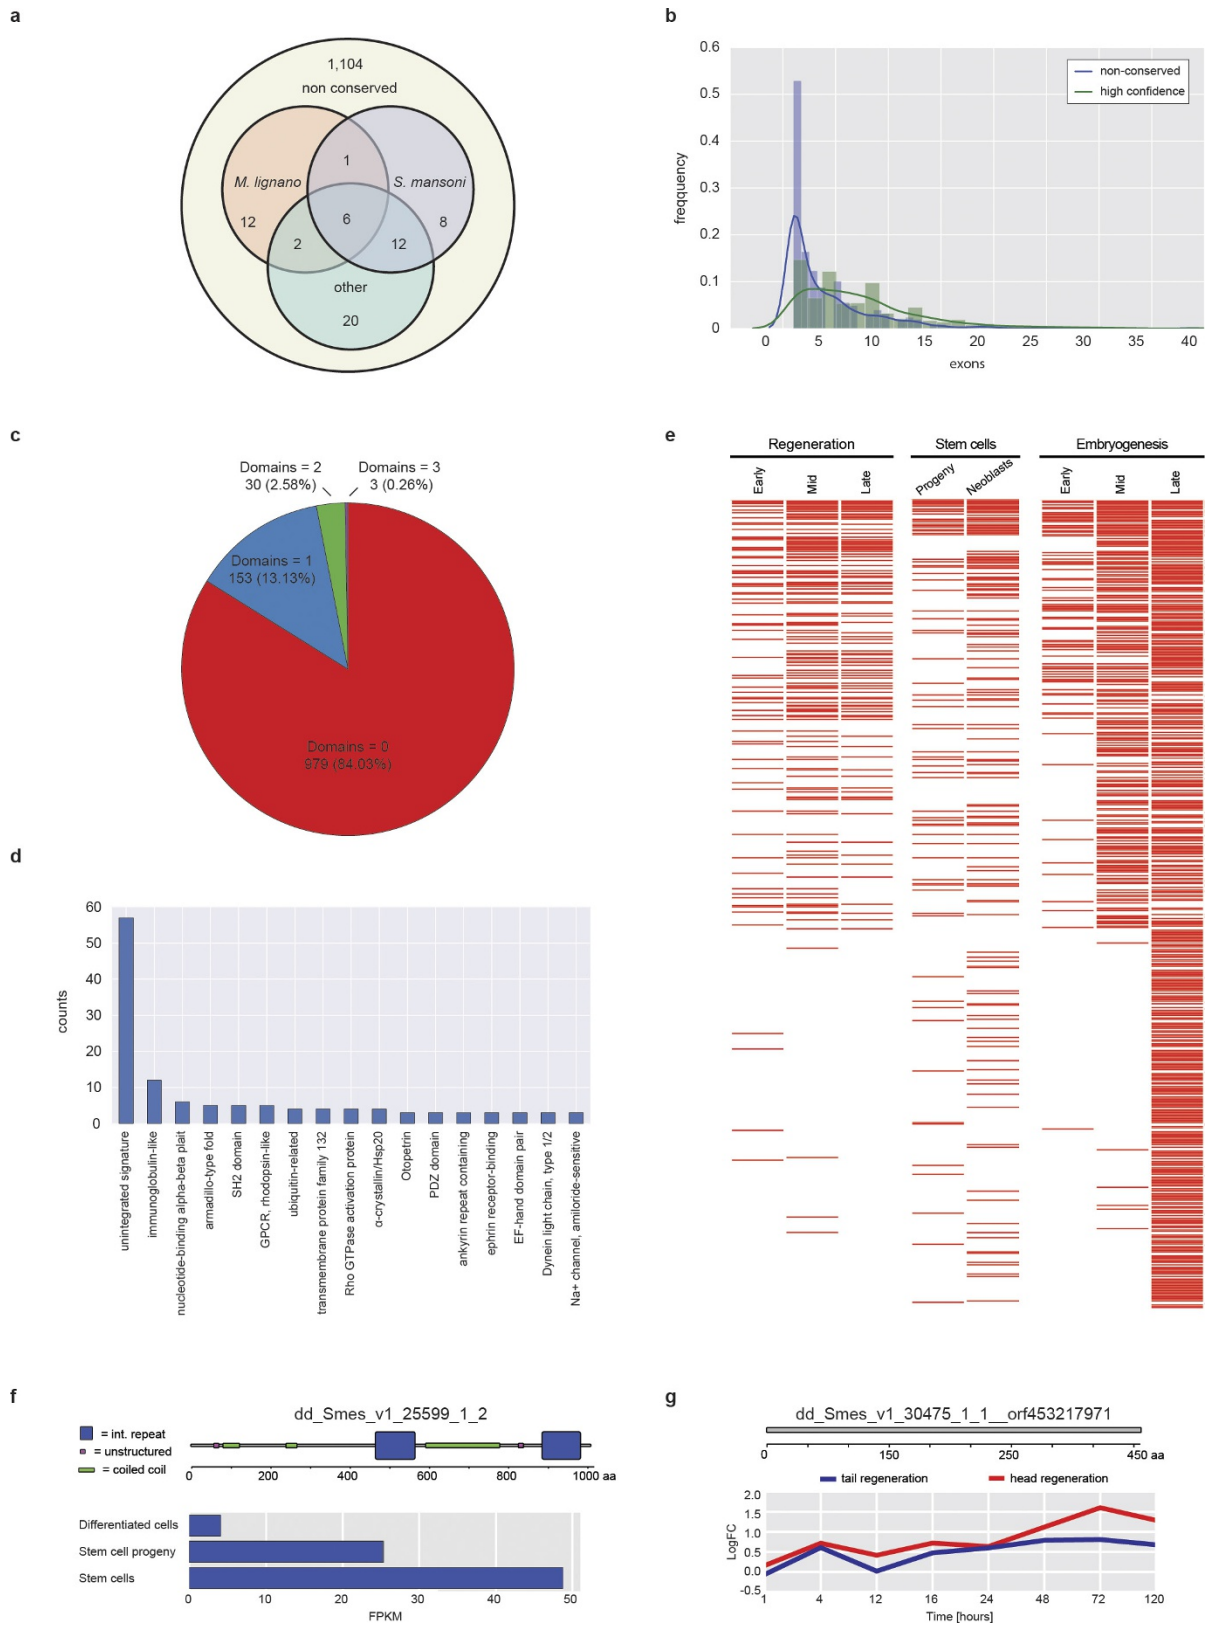 a
1,104
non conserved
1
M. lignano
S. mansoni
12
6
8
2
12
other
20
b
0.6
0.5
0.4
0.3
0.2
0.1
0
freqquency
non-conserved
high confidence
0 5 10 15 20 25 30 35 40
exons
c
Domains = 2
30 (2.58%)
Domains = 3
3 (0.26%)
Domains = 1
153 (13.13%)
Domains = 0
979 (84.03%)
d
60
50
40
30
20
10
0
counts
unintegrated signature
immunoglobulin-like
nucleotide-binding alpha-beta plait
armadillo-type fold
SH2 domain
GPCR, rhodopsin-like
ubiquitin-related
transmembrane protein family 132
Rho GTPase activation protein
α-crystallin/Hsp20
Otopetrin
PDZ domain
ankyrin repeat containing
ephrin receptor-binding
EF-hand domain pair
Dynein light chain, type 1/2
Na+ channel, amiloride-sensitive
e
Regeneration Stem cells Embryogenesis
Early
Mid
Late
Progeny
Neoblasts
Early
Mid
Late
f
dd_Smes_v1_25599_1_2
= int. repeat
= unstructured
= coiled coil
0 200 400 600 800 1000 aa
Differentiated cells
Stem cell progeny
Stem cells
0 10 20 30 40 50
FPKM
g
dd_Smes_v1_30475_1_1__orf453217971
0 150 250 450 aa
tail regeneration head regeneration
2.0
1.5
1.0
0.5
0.0
-0.5
LogFC
1 4 12 16 24 48 72 120
Time [hours]